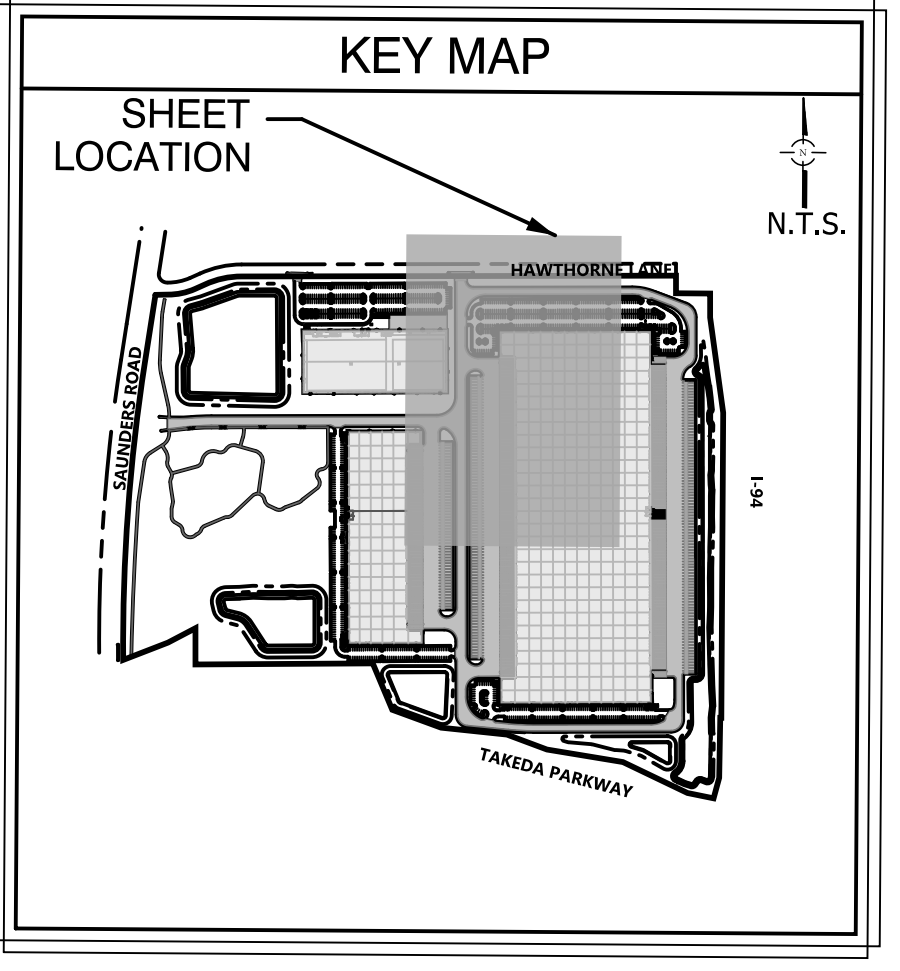 KEY MAP
SHEET
LOCATION
N
N.T.S.
HAWTHORNE LANE
SAUNDERS ROAD
I-94
TAKEDA PARKWAY